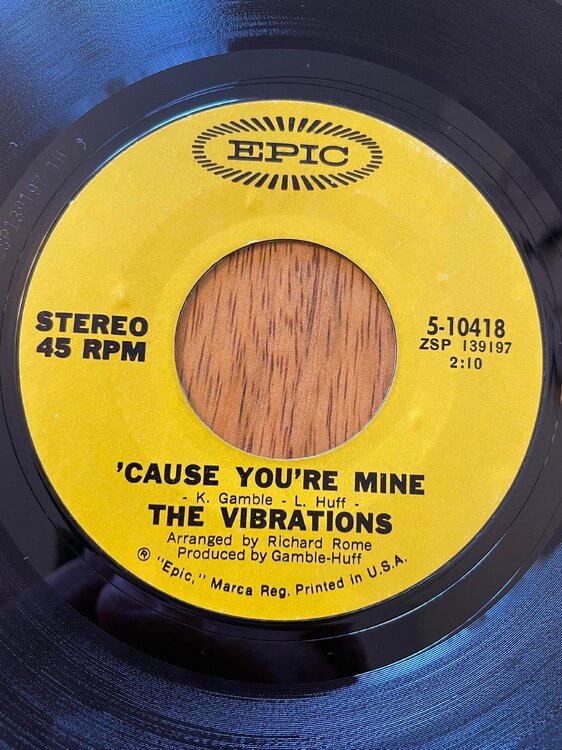 EPIC
STEREO
45 RPM
5-10418
ZSP 139197
2:10
'CAUSE YOU'RE MINE
- K. Gamble - L. Huff -
THE VIBRATIONS
Arranged by Richard Rome
Produced by Gamble-Huff
® "Epic," Marca Reg. Printed in U.S.A.